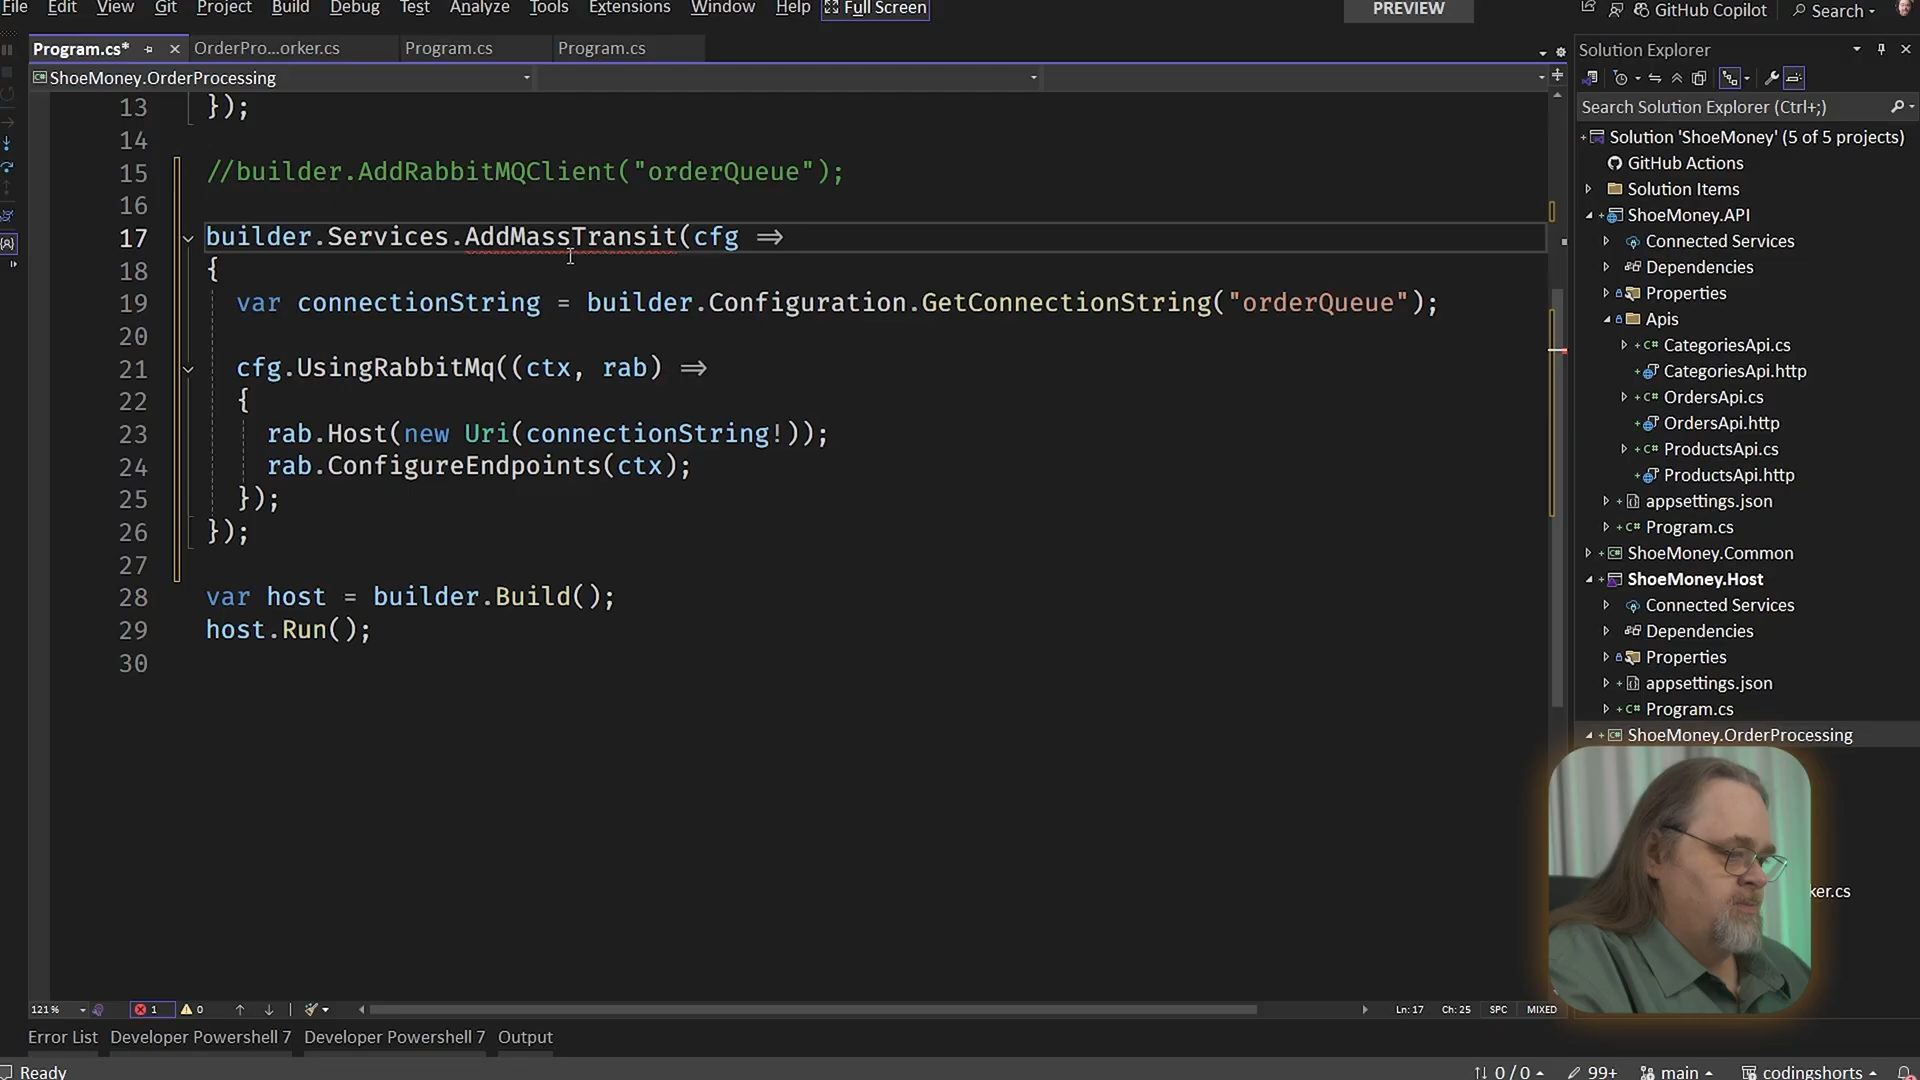 File Edit View Git Project Build Debug Test Analyze Tools Extensions Window Help Full Screen PREVIEW GitHub Copilot Search
Program.cs* OrderPro...orker.cs Program.cs Program.cs
ShoeMoney.OrderProcessing
13 });
14
15 //builder.AddRabbitMQClient("orderQueue");
16
17 builder.Services.AddMassTransit(cfg =>
18 {
19 var connectionString = builder.Configuration.GetConnectionString("orderQueue");
20
21 cfg.UsingRabbitMq((ctx, rab) =>
22 {
23 rab.Host(new Uri(connectionString!));
24 rab.ConfigureEndpoints(ctx);
25 });
26 });
27
28 var host = builder.Build();
29 host.Run();
30
121 % 1 0 Ln: 17 Ch: 25 SPC MIXED
Error List Developer Powershell 7 Developer Powershell 7 Output
Ready 0 / 0 99+ main codingshorts
Solution Explorer
Search Solution Explorer (Ctrl+;)
Solution 'ShoeMoney' (5 of 5 projects)
GitHub Actions
Solution Items
ShoeMoney.API
Connected Services
Dependencies
Properties
Apis
CategoriesApi.cs
CategoriesApi.http
OrdersApi.cs
OrdersApi.http
ProductsApi.cs
ProductsApi.http
appsettings.json
Program.cs
ShoeMoney.Common
ShoeMoney.Host
Connected Services
Dependencies
Properties
appsettings.json
Program.cs
ShoeMoney.OrderProcessing
ker.cs